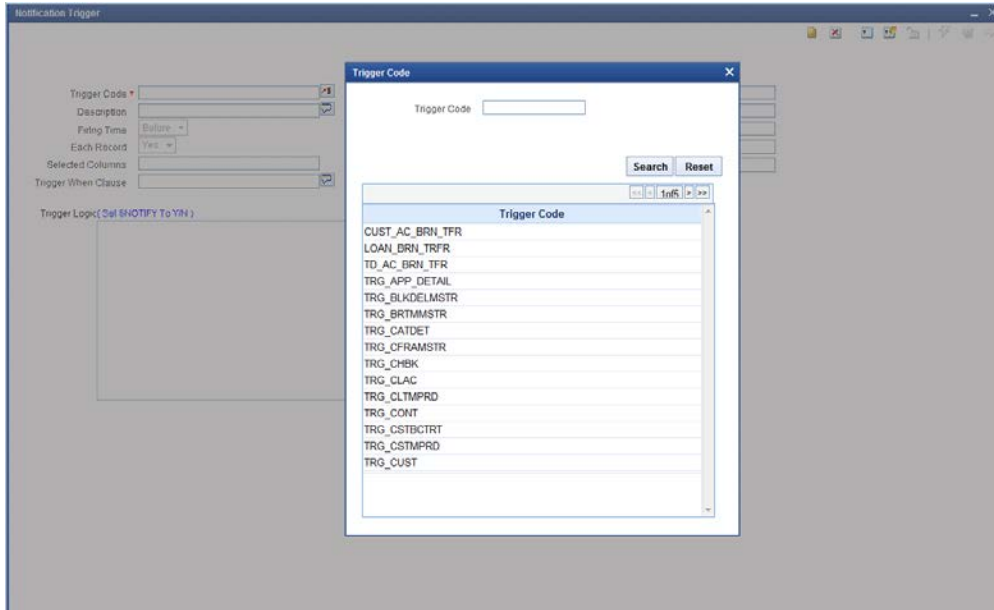 Notification Trigger
Trigger Code *
Description
Firing Time Before
Each Record Yes
Selected Columns
Trigger When Clause
Trigger Logic( Set $NOTIFY To Y/N )
Trigger Code
Trigger Code
Search Reset
<< < 1of5 > >>
Trigger Code
CUST_AC_BRN_TFR
LOAN_BRN_TRFR
TD_AC_BRN_TFR
TRG_APP_DETAIL
TRG_BLKDELMSTR
TRG_BRTMMSTR
TRG_CATDET
TRG_CFRAMSTR
TRG_CHBK
TRG_CLAC
TRG_CLTMPRD
TRG_CONT
TRG_CSTBCTRT
TRG_CSTMPRD
TRG_CUST